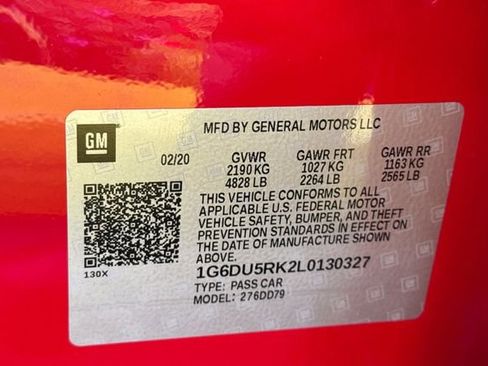 GM
MFD BY GENERAL MOTORS LLC
02/20 GVWR GAWR FRT GAWR RR
2190 KG 1027 KG 1163 KG
4828 LB 2264 LB 2565 LB
THIS VEHICLE CONFORMS TO ALL
APPLICABLE U.S. FEDERAL MOTOR
VEHICLE SAFETY, BUMPER, AND THEFT
PREVENTION STANDARDS IN EFFECT ON
THE DATE OF MANUFACTURE SHOWN
ABOVE.
130X
1G6DU5RK2L0130327
TYPE: PASS CAR
MODEL: 276DD79